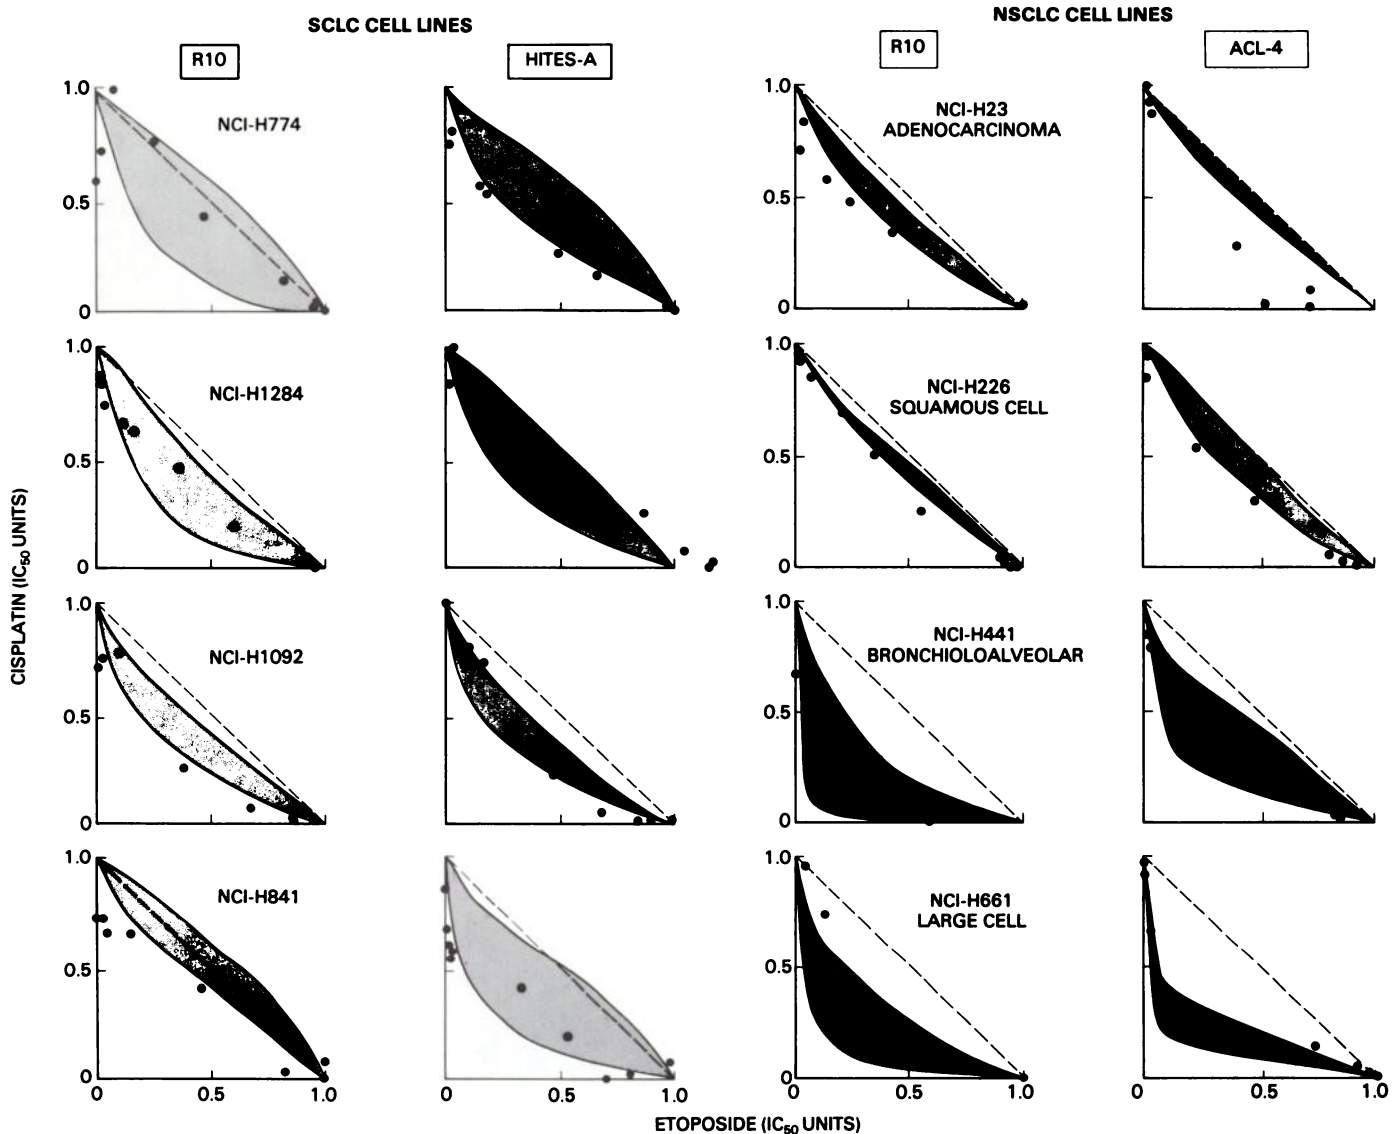 SCLC CELL LINES
NSCLC CELL LINES
R10
HITES-A
R10
ACL-4
1.0
0.5
0
NCI-H774
1.0
0.5
0
NCI-H23
ADENOCARCINOMA
1.0
0.5
0
NCI-H1284
1.0
0.5
0
NCI-H226
SQUAMOUS CELL
1.0
0.5
0
NCI-H1092
1.0
0.5
0
NCI-H441
BRONCHIOLOALVEOLAR
1.0
0.5
0
NCI-H841
1.0
0.5
0
NCI-H661
LARGE CELL
0 0.5 1.0
0 0.5 1.0
0 0.5 1.0
0 0.5 1.0
CISPLATIN (IC50 UNITS)
ETOPOSIDE (IC50 UNITS)